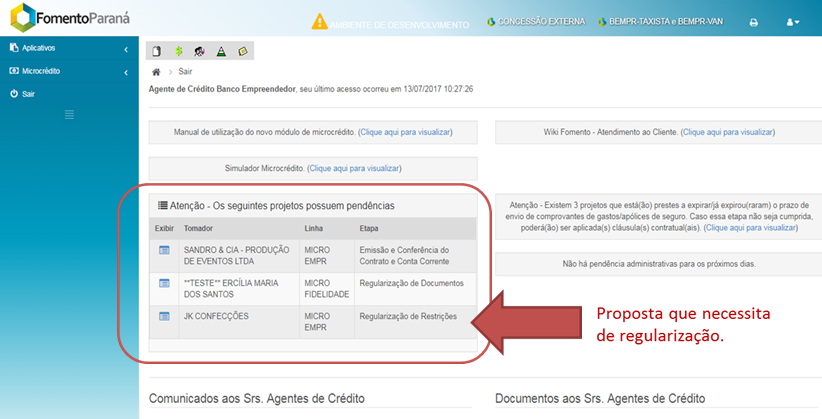 FomentoParaná
AMBIENTE DE DESENVOLVIMENTO
CONCESSÃO EXTERNA
BEMPR-TAXISTA e BEMPR-VAN
Aplicativos
Microcrédito
Sair
Sair
Agente de Crédito Banco Empreendedor, seu último acesso ocorreu em 13/07/2017 10:27:26
Manual de utilização do novo módulo de microcrédito. (Clique aqui para visualizar)
Wiki Fomento - Atendimento ao Cliente. (Clique aqui para visualizar)
Simulador Microcrédito. (Clique aqui para visualizar)
Atenção - Os seguintes projetos possuem pendências
Exibir Tomador Linha Etapa
SANDRO & CIA - PRODUÇÃO MICRO Emissão e Conferência do
DE EVENTOS LTDA EMPR Contrato e Conta Corrente
**TESTE** ERCÍLIA MARIA MICRO Regularização de Documentos
DOS SANTOS FIDELIDADE
JK CONFECÇÕES MICRO Regularização de Restrições
EMPR
Atenção - Existem 3 projetos que está(ão) prestes a expirar/já expirou(raram) o prazo de
envio de comprovantes de gastos/apólices de seguro. Caso essa etapa não seja cumprida,
poderá(ão) ser aplicada(s) cláusula(s) contratual(ais). (Clique aqui para visualizar)
Não há pendência administrativas para os próximos dias.
Proposta que necessita
de regularização.
Comunicados aos Srs. Agentes de Crédito
Documentos aos Srs. Agentes de Crédito